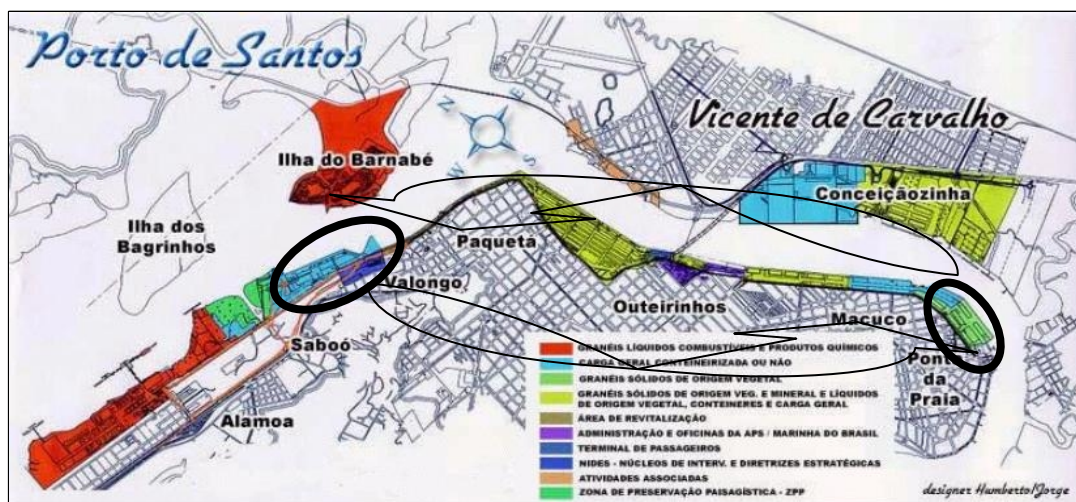 Porto de Santos
Vicente de Carvalho
N
E
W
S
Ilha do Barnabé
Conceiçãozinha
Ilha dos
Bagrinhos
Paquetá
Valongo
Outeirinhos
Macuco
Saboó
Ponta
da
Praia
Alamoa
GRANÉIS LÍQUIDOS COMBUSTÍVEIS E PRODUTOS QUÍMICOS
CARGA GERAL CONTEINEIRIZADA OU NÃO
GRANÉIS SÓLIDOS DE ORIGEM VEGETAL
GRANÉIS SÓLIDOS DE ORIGEM VEG. E MINERAL E LÍQUIDOS
DE ORIGEM VEGETAL, CONTEINERES E CARGA GERAL
ÁREA DE REVITALIZAÇÃO
ADMINISTRAÇÃO E OFICINAS DA APS / MARINHA DO BRASIL
TERMINAL DE PASSAGEIROS
NIDES - NÚCLEOS DE INTERV. E DIRETRIZES ESTRATÉGICAS
ATIVIDADES ASSOCIADAS
ZONA DE PRESERVAÇÃO PAISAGÍSTICA - ZPP
designer Humberto/Jorge